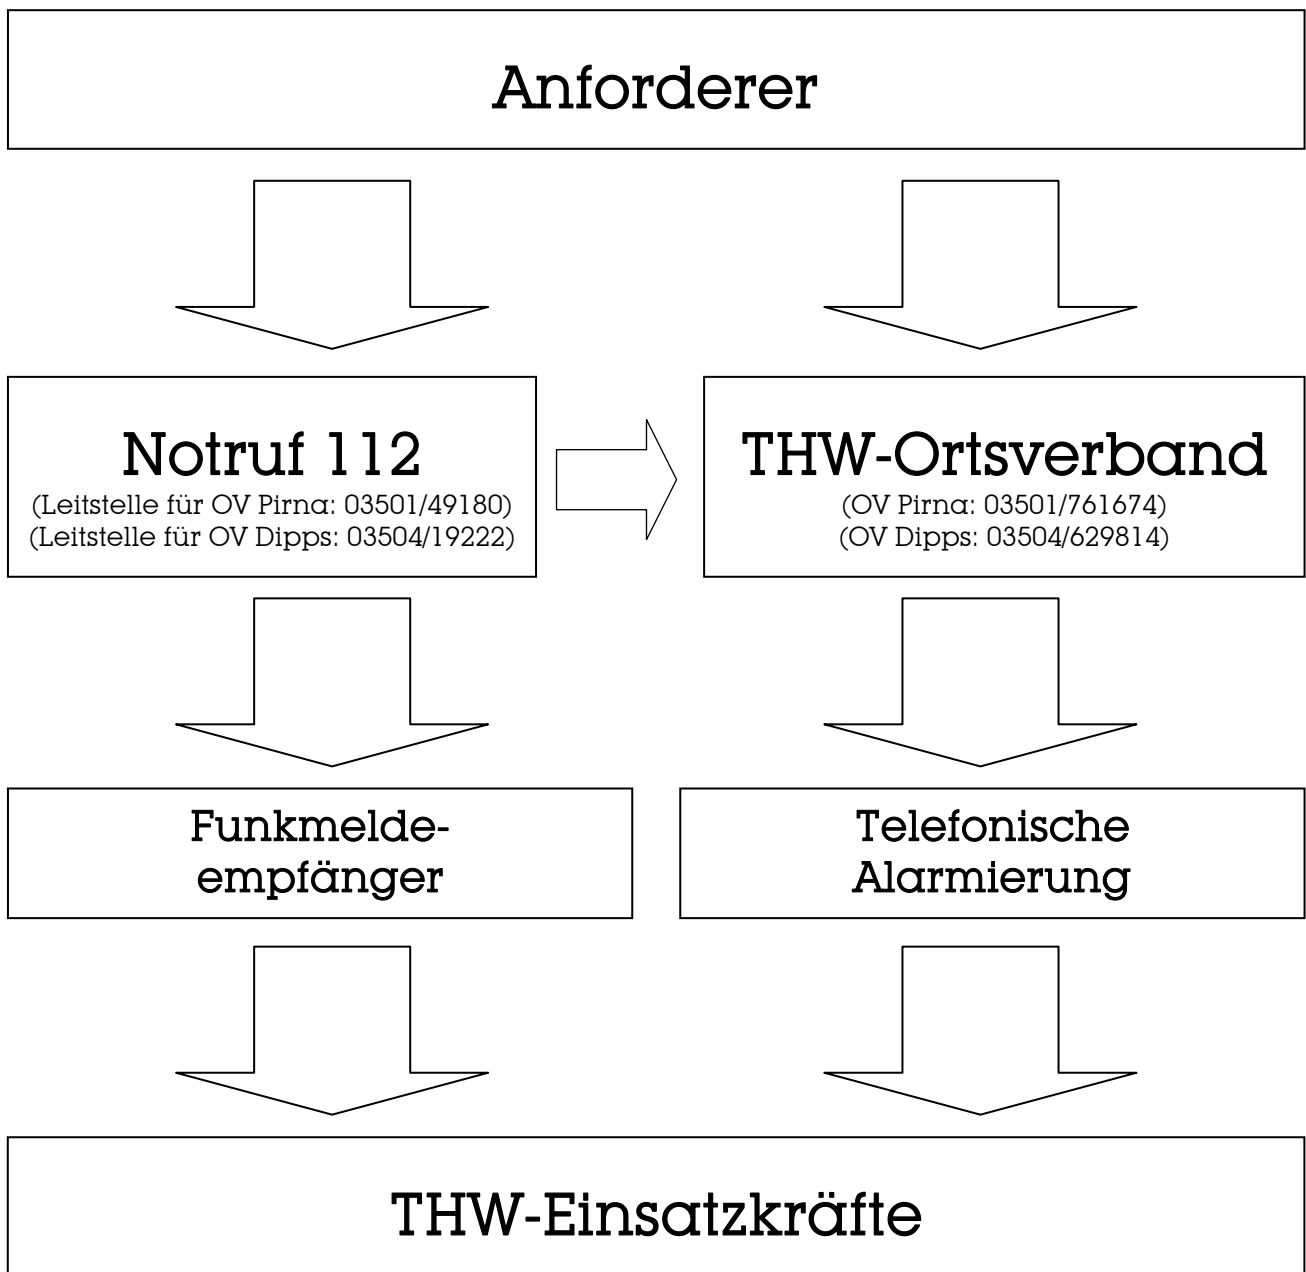 Anforderer
Notruf 112
(Leitstelle für OV Pirna: 03501/49180)
(Leitstelle für OV Dipps: 03504/19222)
THW-Ortsverband
(OV Pirna: 03501/761674)
(OV Dipps: 03504/629814)
Funkmelde-
empfänger
Telefonische
Alarmierung
THW-Einsatzkräfte